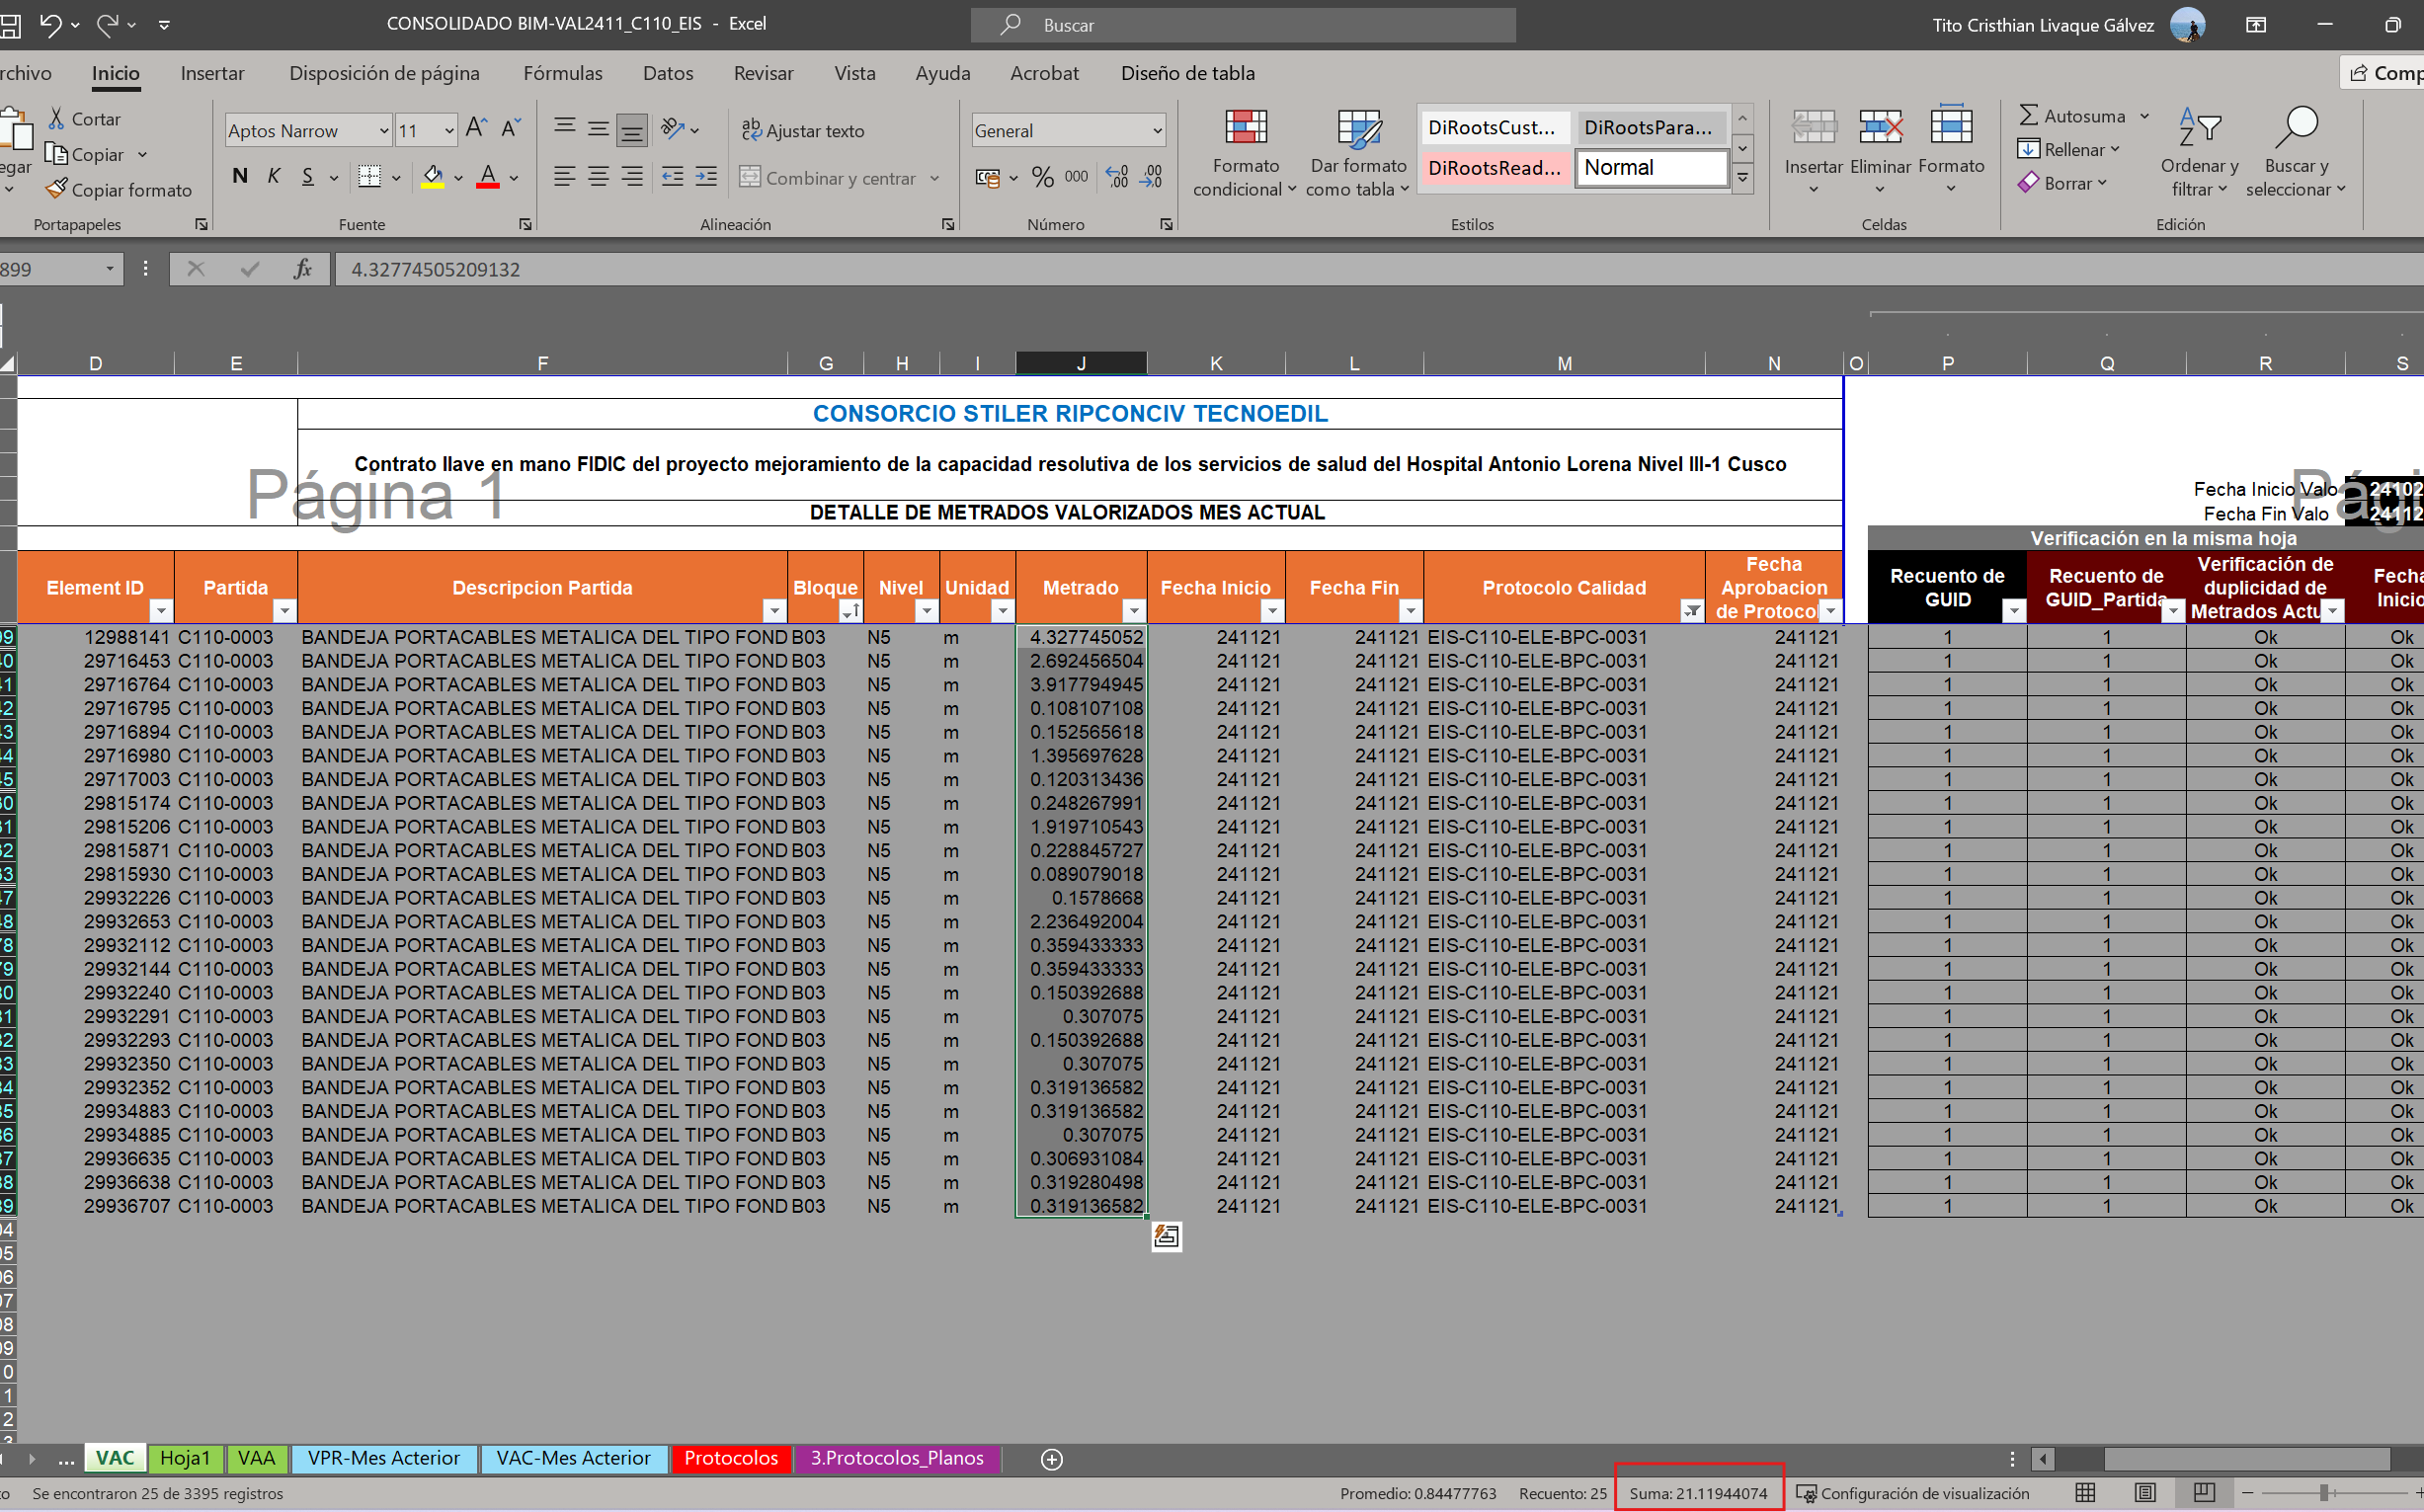 CONSOLIDADO BIM-VAL2411_C110_EIS - Excel
Buscar
Tito Cristhian Livaque Gálvez
rchivo Inicio Insertar Disposición de página Fórmulas Datos Revisar Vista Ayuda Acrobat Diseño de tabla Comp
egar Cortar Copiar Copiar formato
Portapapeles
Aptos Narrow 11
N K S
Fuente
Ajustar texto
Combinar y centrar
Alineación
General
% 000
Número
Formato condicional
Dar formato como tabla
DiRootsCust... DiRootsPara...
DiRootsRead... Normal
Estilos
Insertar Eliminar Formato
Celdas
Autosuma
Rellenar
Borrar
Ordenar y filtrar
Buscar y seleccionar
Edición
899 fx 4.32774505209132
D E F G H I J K L M N O P Q R S
CONSORCIO STILER RIPCONCIV TECNOEDIL
Contrato llave en mano FIDIC del proyecto mejoramiento de la capacidad resolutiva de los servicios de salud del Hospital Antonio Lorena Nivel III-1 Cusco
Página 1
Pági
DETALLE DE METRADOS VALORIZADOS MES ACTUAL
Fecha Inicio Valo 24102
Fecha Fin Valo 24112
Verificación en la misma hoja
Element ID Partida Descripcion Partida Bloque Nivel Unidad Metrado Fecha Inicio Fecha Fin Protocolo Calidad Fecha Aprobacion de Protocol Recuento de GUID Recuento de GUID_Partida Verificación de duplicidad de Metrados Actu Fecha Inicio
99 12988141 C110-0003 BANDEJA PORTACABLES METALICA DEL TIPO FOND B03 N5 m 4.327745052 241121 241121 EIS-C110-ELE-BPC-0031 241121 1 1 Ok Ok
40 29716453 C110-0003 BANDEJA PORTACABLES METALICA DEL TIPO FOND B03 N5 m 2.692456504 241121 241121 EIS-C110-ELE-BPC-0031 241121 1 1 Ok Ok
41 29716764 C110-0003 BANDEJA PORTACABLES METALICA DEL TIPO FOND B03 N5 m 3.917794945 241121 241121 EIS-C110-ELE-BPC-0031 241121 1 1 Ok Ok
42 29716795 C110-0003 BANDEJA PORTACABLES METALICA DEL TIPO FOND B03 N5 m 0.108107108 241121 241121 EIS-C110-ELE-BPC-0031 241121 1 1 Ok Ok
43 29716894 C110-0003 BANDEJA PORTACABLES METALICA DEL TIPO FOND B03 N5 m 0.152565618 241121 241121 EIS-C110-ELE-BPC-0031 241121 1 1 Ok Ok
44 29716980 C110-0003 BANDEJA PORTACABLES METALICA DEL TIPO FOND B03 N5 m 1.395697628 241121 241121 EIS-C110-ELE-BPC-0031 241121 1 1 Ok Ok
45 29717003 C110-0003 BANDEJA PORTACABLES METALICA DEL TIPO FOND B03 N5 m 0.120313436 241121 241121 EIS-C110-ELE-BPC-0031 241121 1 1 Ok Ok
29815174 C110-0003 BANDEJA PORTACABLES METALICA DEL TIPO FOND B03 N5 m 0.248267991 241121 241121 EIS-C110-ELE-BPC-0031 241121 1 1 Ok Ok
29815206 C110-0003 BANDEJA PORTACABLES METALICA DEL TIPO FOND B03 N5 m 1.919710543 241121 241121 EIS-C110-ELE-BPC-0031 241121 1 1 Ok Ok
29815871 C110-0003 BANDEJA PORTACABLES METALICA DEL TIPO FOND B03 N5 m 0.228845727 241121 241121 EIS-C110-ELE-BPC-0031 241121 1 1 Ok Ok
29815930 C110-0003 BANDEJA PORTACABLES METALICA DEL TIPO FOND B03 N5 m 0.089079018 241121 241121 EIS-C110-ELE-BPC-0031 241121 1 1 Ok Ok
47 29932226 C110-0003 BANDEJA PORTACABLES METALICA DEL TIPO FOND B03 N5 m 0.1578668 241121 241121 EIS-C110-ELE-BPC-0031 241121 1 1 Ok Ok
48 29932653 C110-0003 BANDEJA PORTACABLES METALICA DEL TIPO FOND B03 N5 m 2.236492004 241121 241121 EIS-C110-ELE-BPC-0031 241121 1 1 Ok Ok
78 29932112 C110-0003 BANDEJA PORTACABLES METALICA DEL TIPO FOND B03 N5 m 0.359433333 241121 241121 EIS-C110-ELE-BPC-0031 241121 1 1 Ok Ok
79 29932144 C110-0003 BANDEJA PORTACABLES METALICA DEL TIPO FOND B03 N5 m 0.359433333 241121 241121 EIS-C110-ELE-BPC-0031 241121 1 1 Ok Ok
29932240 C110-0003 BANDEJA PORTACABLES METALICA DEL TIPO FOND B03 N5 m 0.150392688 241121 241121 EIS-C110-ELE-BPC-0031 241121 1 1 Ok Ok
29932291 C110-0003 BANDEJA PORTACABLES METALICA DEL TIPO FOND B03 N5 m 0.307075 241121 241121 EIS-C110-ELE-BPC-0031 241121 1 1 Ok Ok
29932293 C110-0003 BANDEJA PORTACABLES METALICA DEL TIPO FOND B03 N5 m 0.150392688 241121 241121 EIS-C110-ELE-BPC-0031 241121 1 1 Ok Ok
29932350 C110-0003 BANDEJA PORTACABLES METALICA DEL TIPO FOND B03 N5 m 0.307075 241121 241121 EIS-C110-ELE-BPC-0031 241121 1 1 Ok Ok
29932352 C110-0003 BANDEJA PORTACABLES METALICA DEL TIPO FOND B03 N5 m 0.319136582 241121 241121 EIS-C110-ELE-BPC-0031 241121 1 1 Ok Ok
29934883 C110-0003 BANDEJA PORTACABLES METALICA DEL TIPO FOND B03 N5 m 0.319136582 241121 241121 EIS-C110-ELE-BPC-0031 241121 1 1 Ok Ok
29934885 C110-0003 BANDEJA PORTACABLES METALICA DEL TIPO FOND B03 N5 m 0.307075 241121 241121 EIS-C110-ELE-BPC-0031 241121 1 1 Ok Ok
29936635 C110-0003 BANDEJA PORTACABLES METALICA DEL TIPO FOND B03 N5 m 0.306931084 241121 241121 EIS-C110-ELE-BPC-0031 241121 1 1 Ok Ok
29936638 C110-0003 BANDEJA PORTACABLES METALICA DEL TIPO FOND B03 N5 m 0.319280498 241121 241121 EIS-C110-ELE-BPC-0031 241121 1 1 Ok Ok
29936707 C110-0003 BANDEJA PORTACABLES METALICA DEL TIPO FOND B03 N5 m 0.319136582 241121 241121 EIS-C110-ELE-BPC-0031 241121 1 1 Ok Ok
04
05
06
07
08
09
0
1
2
... VAC Hoja1 VAA VPR-Mes Acterior VAC-Mes Acterior Protocolos 3.Protocolos_Planos
Se encontraron 25 de 3395 registros Promedio: 0.84477763 Recuento: 25 Suma: 21.11944074 Configuración de visualización